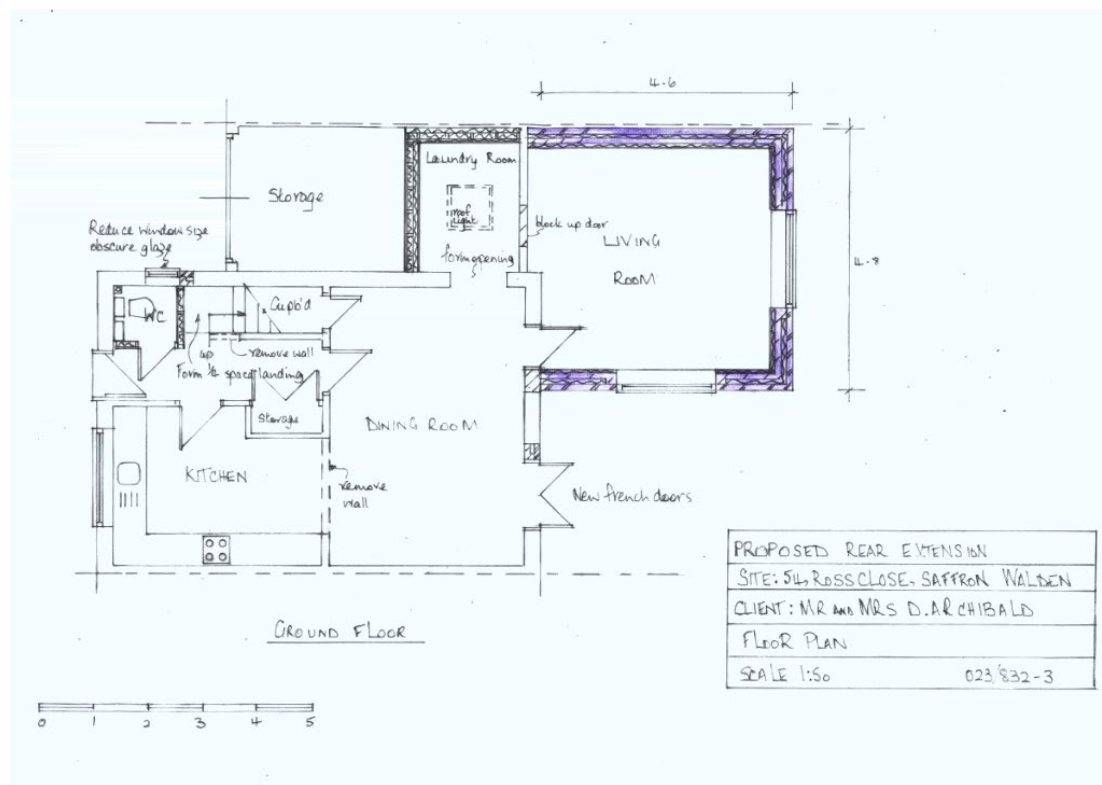 4.6
Laundry Room
Storage
roof
light
Reduce window size
obscure glaze
block up door
LIVING
ROOM
form opening
4.8
WC
Cupb'd
up
remove wall
Form 1/4 space landing
Storage
DINING ROOM
KITCHEN
remove
wall
New french doors
PROPOSED REAR EXTENSION
SITE: 54, ROSS CLOSE, SAFFRON WALDEN
CLIENT: MR AND MRS D. ARCHIBALD
FLOOR PLAN
SCALE 1:50 023/832-3
GROUND FLOOR
0 1 2 3 4 5